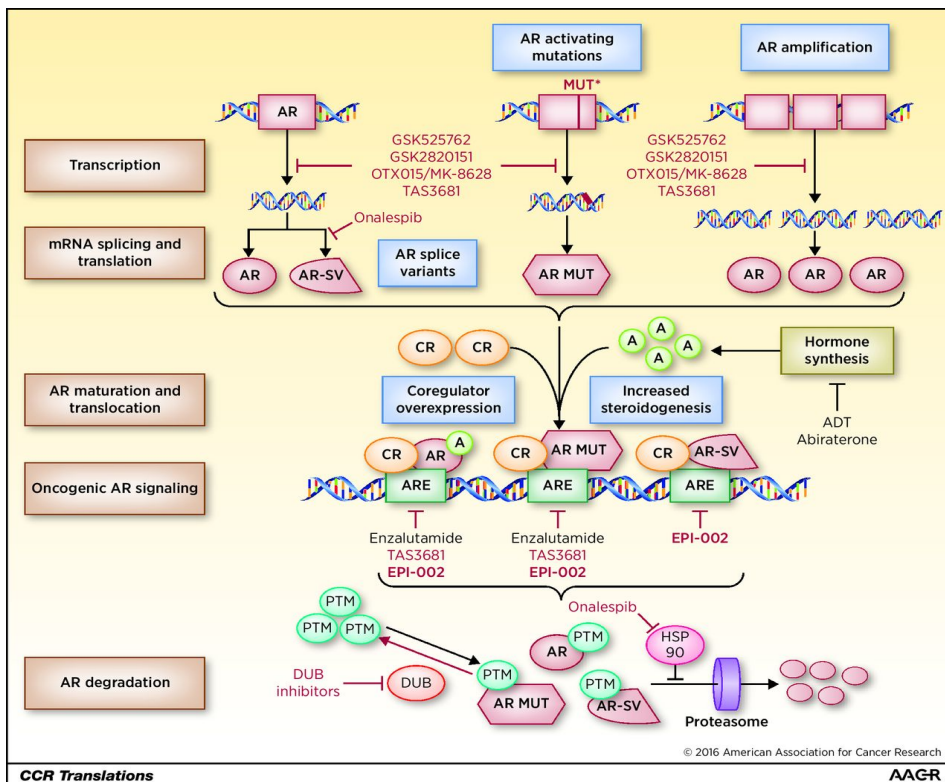 AR activating
mutations
AR amplification
MUT*
AR
Transcription
GSK525762
GSK2820151
OTX015/MK-8628
TAS3681
GSK525762
GSK2820151
OTX015/MK-8628
TAS3681
Onalespib
mRNA splicing and
translation
AR
AR-SV
AR splice
variants
AR MUT
AR
AR
AR
CR
CR
A
A
A
A
Hormone
synthesis
AR maturation and
translocation
Coregulator
overexpression
Increased
steroidogenesis
ADT
Abiraterone
Oncogenic AR signaling
CR
AR
A
ARE
CR
AR MUT
ARE
CR
AR-SV
ARE
Enzalutamide
TAS3681
EPI-002
Enzalutamide
TAS3681
EPI-002
EPI-002
PTM
PTM
PTM
Onalespib
HSP
90
AR
PTM
AR degradation
DUB
inhibitors
DUB
PTM
AR MUT
PTM
AR-SV
Proteasome
© 2016 American Association for Cancer Research
CCR Translations
AACR